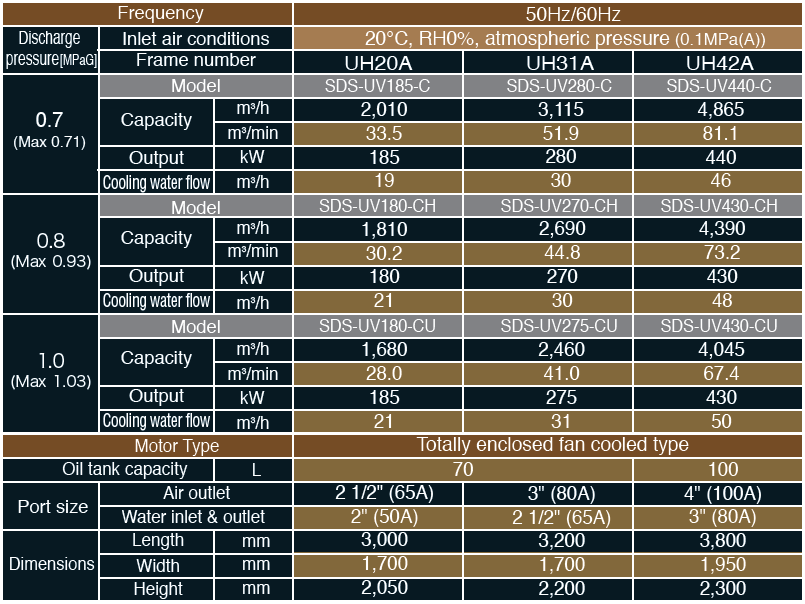 Frequency 50Hz/60Hz
Discharge pressure[MPaG] Inlet air conditions 20°C, RH0%, atmospheric pressure (0.1MPa(A))
Frame number UH20A UH31A UH42A
0.7 (Max 0.71) Model SDS-UV185-C SDS-UV280-C SDS-UV440-C
Capacity m³/h 2,010 3,115 4,865
m³/min 33.5 51.9 81.1
Output kW 185 280 440
Cooling water flow m³/h 19 30 46
0.8 (Max 0.93) Model SDS-UV180-CH SDS-UV270-CH SDS-UV430-CH
Capacity m³/h 1,810 2,690 4,390
m³/min 30.2 44.8 73.2
Output kW 180 270 430
Cooling water flow m³/h 21 30 48
1.0 (Max 1.03) Model SDS-UV180-CU SDS-UV275-CU SDS-UV430-CU
Capacity m³/h 1,680 2,460 4,045
m³/min 28.0 41.0 67.4
Output kW 185 275 430
Cooling water flow m³/h 21 31 50
Motor Type Totally enclosed fan cooled type
Oil tank capacity L 70 100
Port size Air outlet 2 1/2" (65A) 3" (80A) 4" (100A)
Water inlet & outlet 2" (50A) 2 1/2" (65A) 3" (80A)
Dimensions Length mm 3,000 3,200 3,800
Width mm 1,700 1,700 1,950
Height mm 2,050 2,200 2,300